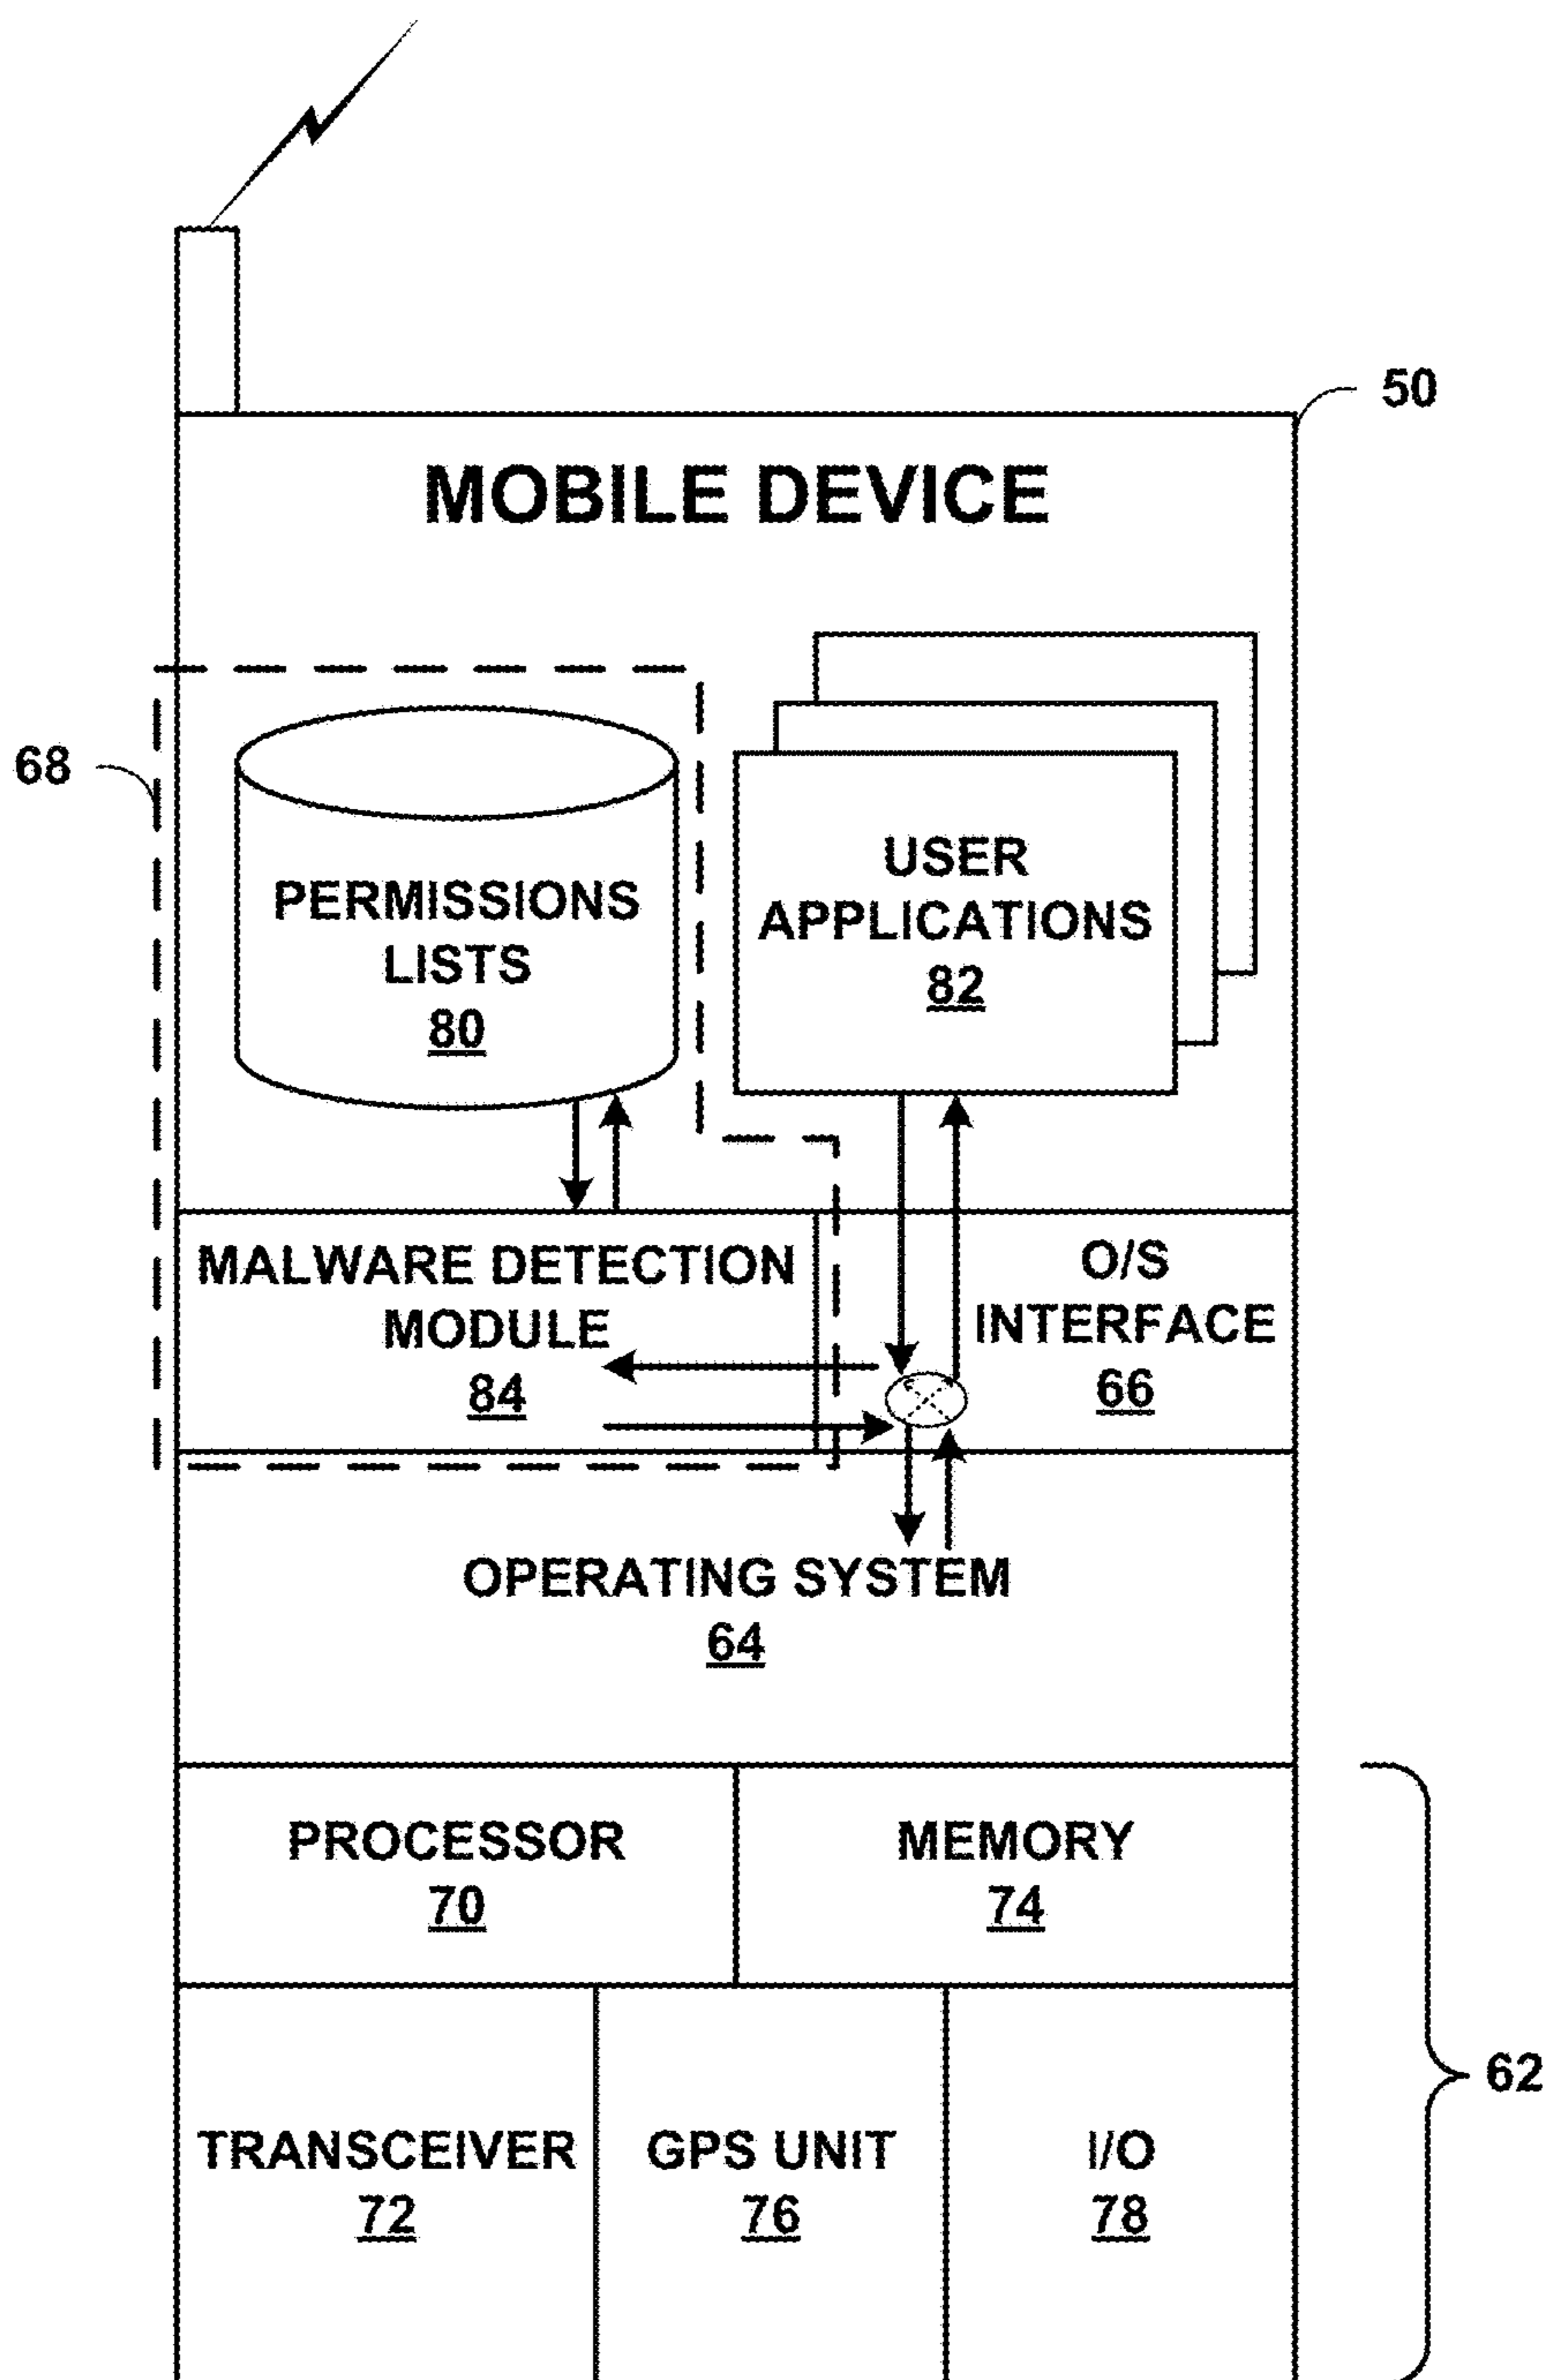 50
MOBILE DEVICE
68
PERMISSIONS
LISTS
80
USER
APPLICATIONS
82
MALWARE DETECTION
MODULE
84
O/S
INTERFACE
66
OPERATING SYSTEM
64
PROCESSOR
70
MEMORY
74
62
TRANSCEIVER
72
GPS UNIT
76
I/O
78